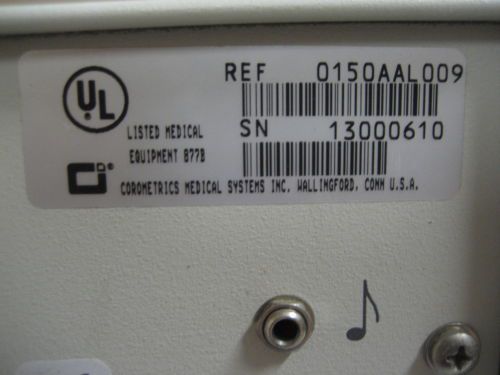 REF 0150AAL009
UL
LISTED MEDICAL
EQUIPMENT 877B
SN 13000610
COROMETRICS MEDICAL SYSTEMS INC. WALLINGFORD, CONN U.S.A.